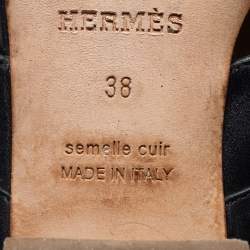 HERMÈS
38
semelle cuir
MADE IN ITALY